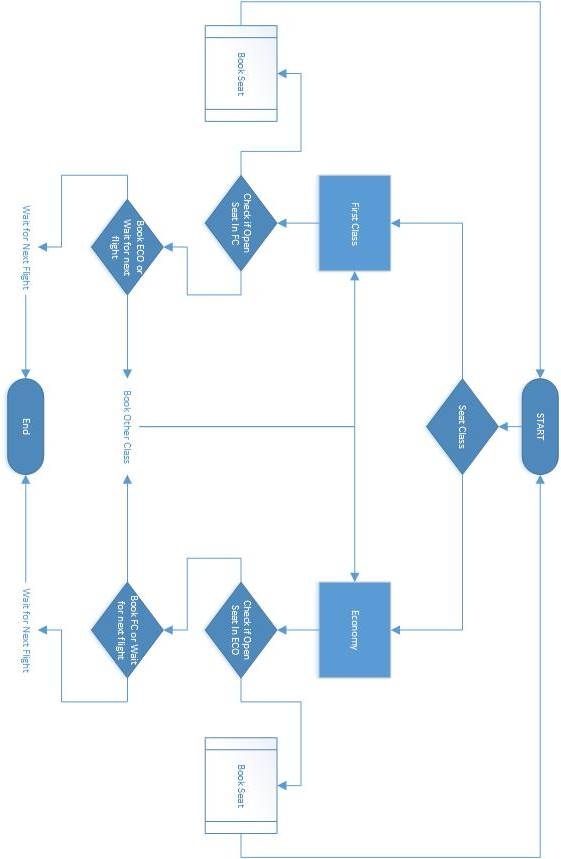 START
Seat Class
First Class
Economy
Book Seat
Check if Open
Seat In FC
Check if Open
Seat In ECO
Book Seat
Book ECO or
Wait for next
flight
Book Other Class
Book FC or Wait
for next flight
Wait for Next Flight
End
Wait for Next Flight